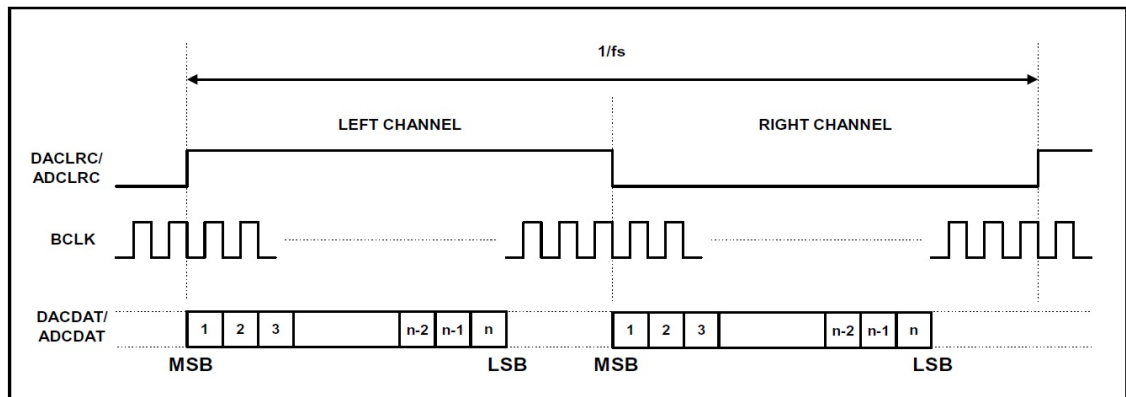 1/fs
LEFT CHANNEL RIGHT CHANNEL
DACLRC/
ADCLRC
BCLK
DACDAT/
ADCDAT
1 2 3 n-2 n-1 n 1 2 3 n-2 n-1 n
MSB LSB MSB LSB